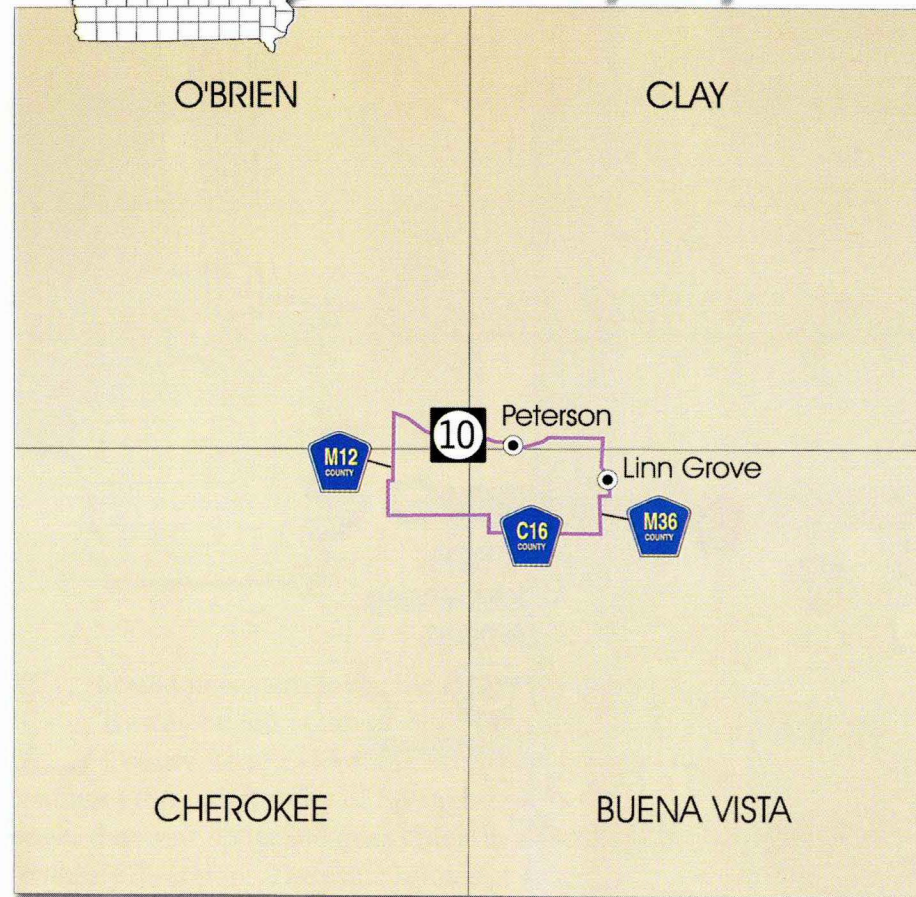 O'BRIEN
CLAY
10
Peterson
M12
COUNTY
Linn Grove
C16
COUNTY
M36
COUNTY
CHEROKEE
BUENA VISTA